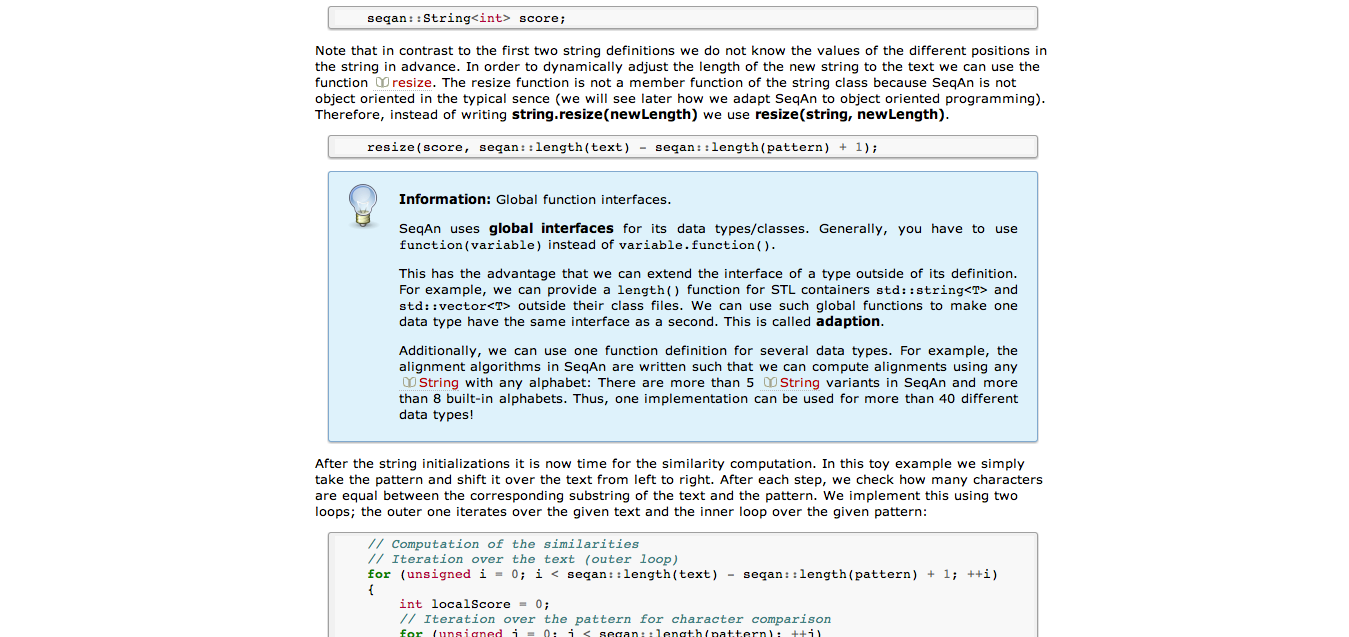 seqan::String<int> score;
Note that in contrast to the first two string definitions we do not know the values of the different positions in
the string in advance. In order to dynamically adjust the length of the new string to the text we can use the
function resize. The resize function is not a member function of the string class because SeqAn is not
object oriented in the typical sence (we will see later how we adapt SeqAn to object oriented programming).
Therefore, instead of writing string.resize(newLength) we use resize(string, newLength).
resize(score, seqan::length(text) - seqan::length(pattern) + 1);
Information: Global function interfaces.
SeqAn uses global interfaces for its data types/classes. Generally, you have to use
function(variable) instead of variable.function().
This has the advantage that we can extend the interface of a type outside of its definition.
For example, we can provide a length() function for STL containers std::string<T> and
std::vector<T> outside their class files. We can use such global functions to make one
data type have the same interface as a second. This is called adaption.
Additionally, we can use one function definition for several data types. For example, the
alignment algorithms in SeqAn are written such that we can compute alignments using any
String with any alphabet: There are more than 5 String variants in SeqAn and more
than 8 built-in alphabets. Thus, one implementation can be used for more than 40 different
data types!
After the string initializations it is now time for the similarity computation. In this toy example we simply
take the pattern and shift it over the text from left to right. After each step, we check how many characters
are equal between the corresponding substring of the text and the pattern. We implement this using two
loops; the outer one iterates over the given text and the inner loop over the given pattern:
// Computation of the similarities
// Iteration over the text (outer loop)
for (unsigned i = 0; i < seqan::length(text) - seqan::length(pattern) + 1; ++i)
{
int localScore = 0;
// Iteration over the pattern for character comparison
for (unsigned j = 0; j < seqan::length(pattern); ++j)